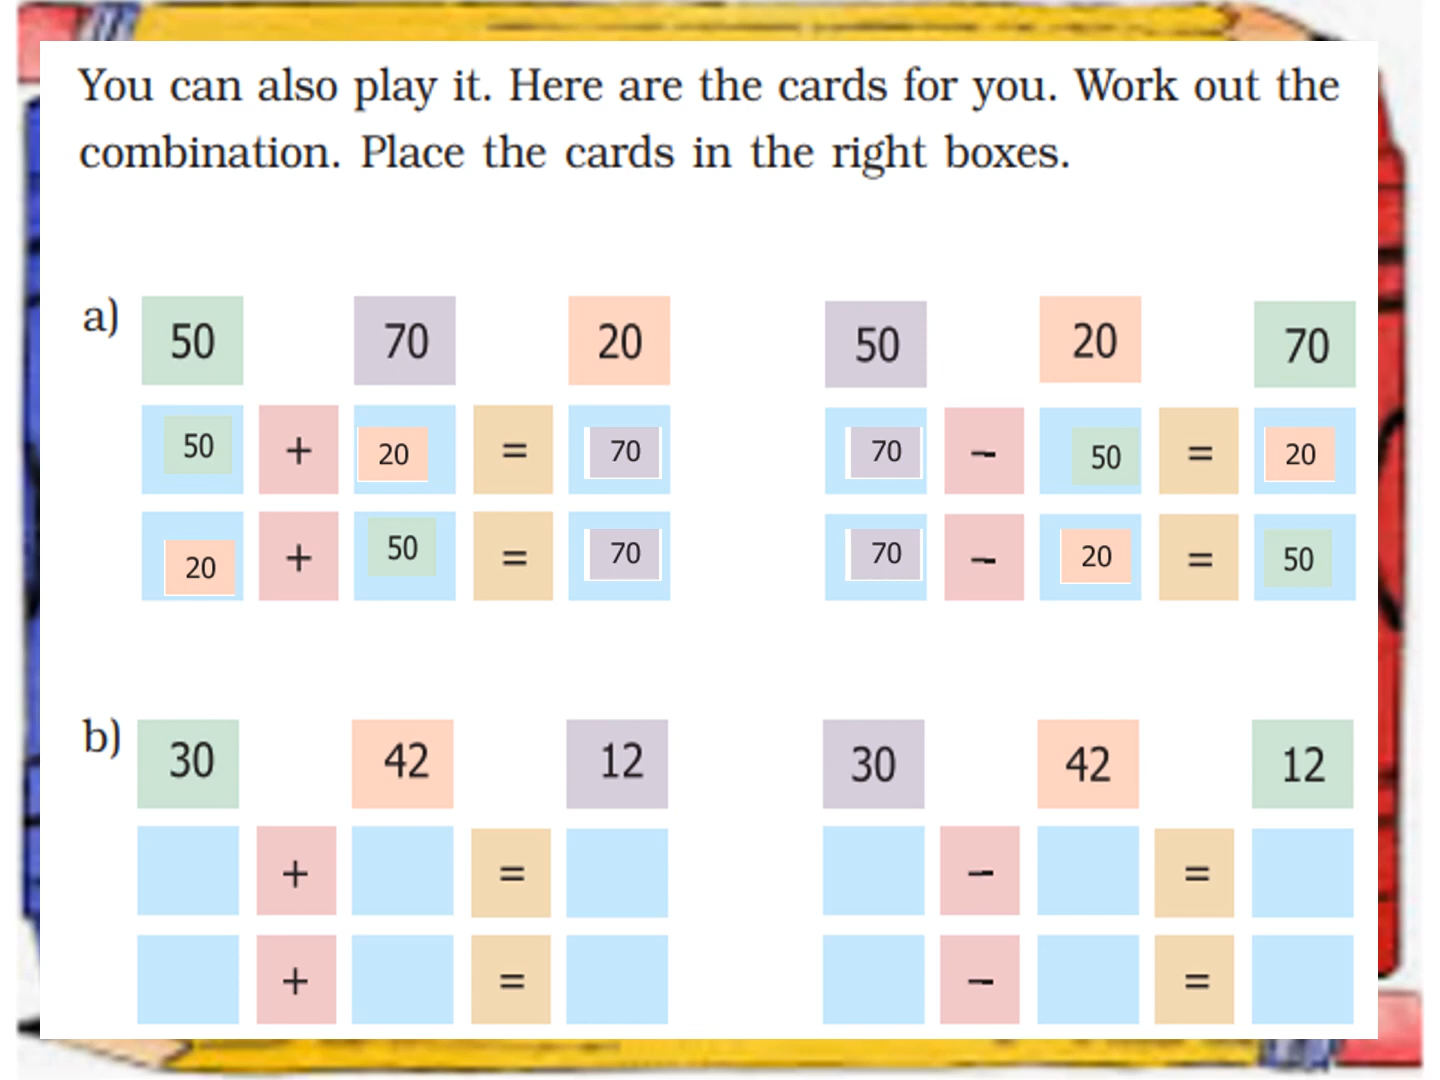 You can also play it. Here are the cards for you. Work out the
combination. Place the cards in the right boxes.
a) 50 70 20 50 20 70
50 + 20 = 70 70 − 50 = 20
20 + 50 = 70 70 − 20 = 50
b) 30 42 12 30 42 12
+ = − =
+ = − =